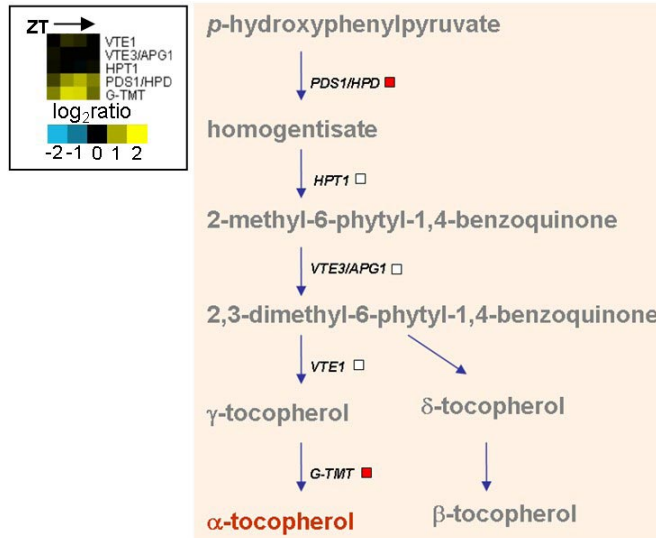 ZT
VTE1
VTE3/APG1
HPT1
PDS1/HPD
G-TMT
log2ratio
-2 -1 0 1 2
p-hydroxyphenylpyruvate
PDS1/HPD
homogentisate
HPT1
2-methyl-6-phytyl-1,4-benzoquinone
VTE3/APG1
2,3-dimethyl-6-phytyl-1,4-benzoquinone
VTE1
γ-tocopherol
δ-tocopherol
G-TMT
α-tocopherol
β-tocopherol